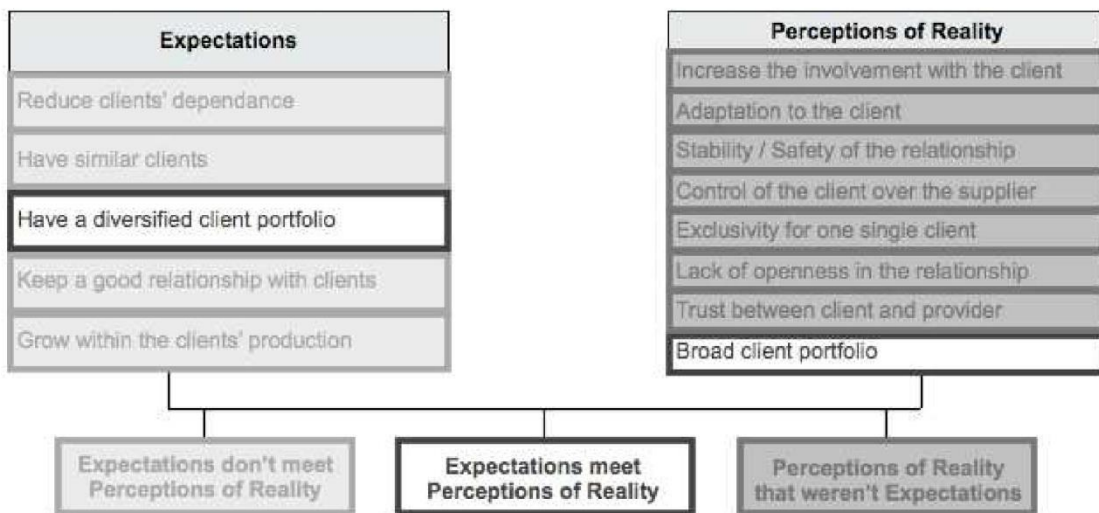 Expectations
Reduce clients' dependance
Have similar clients
Have a diversified client portfolio
Keep a good relationship with clients
Grow within the clients' production
Perceptions of Reality
Increase the involvement with the client
Adaptation to the client
Stability / Safety of the relationship
Control of the client over the supplier
Exclusivity for one single client
Lack of openness in the relationship
Trust between client and provider
Broad client portfolio
Expectations don't meet
Perceptions of Reality
Expectations meet
Perceptions of Reality
Perceptions of Reality
that weren't Expectations